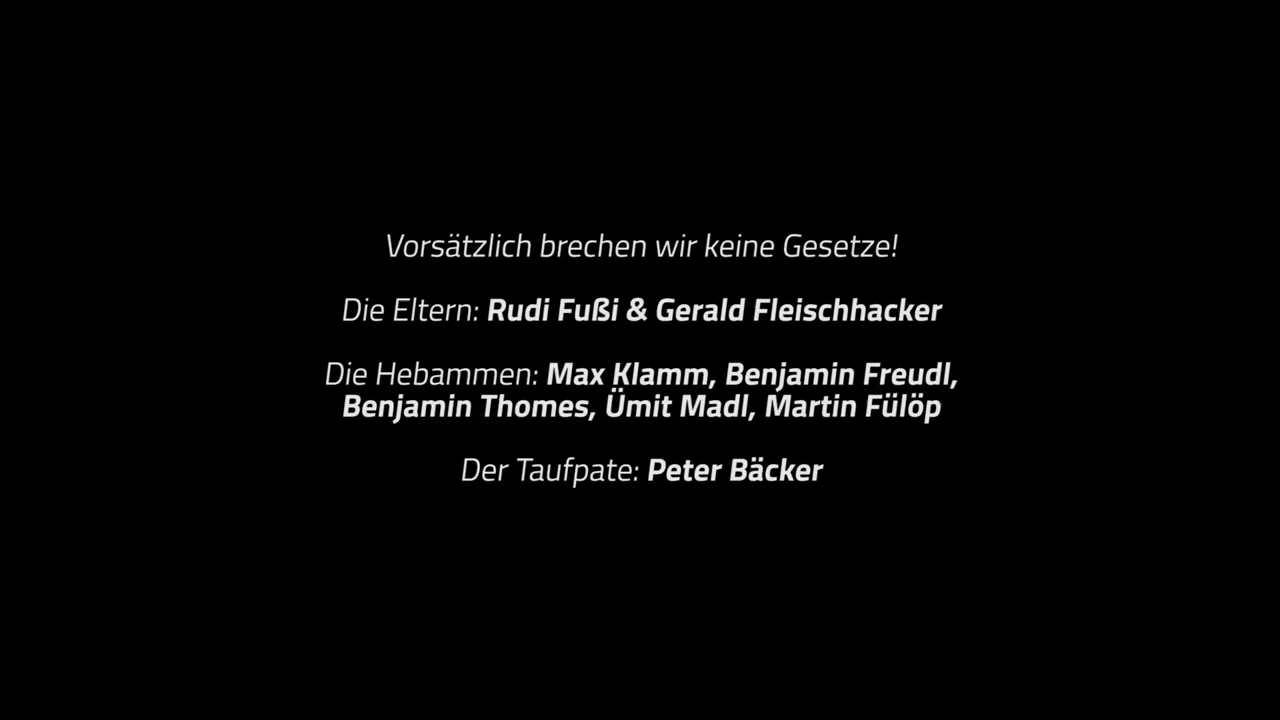 Vorsätzlich brechen wir keine Gesetze!
Die Eltern: Rudi Fußi & Gerald Fleischhacker
Die Hebammen: Max Klamm, Benjamin Freudl,
Benjamin Thomes, Ümit Madl, Martin Fülöp
Der Taufpate: Peter Bäcker